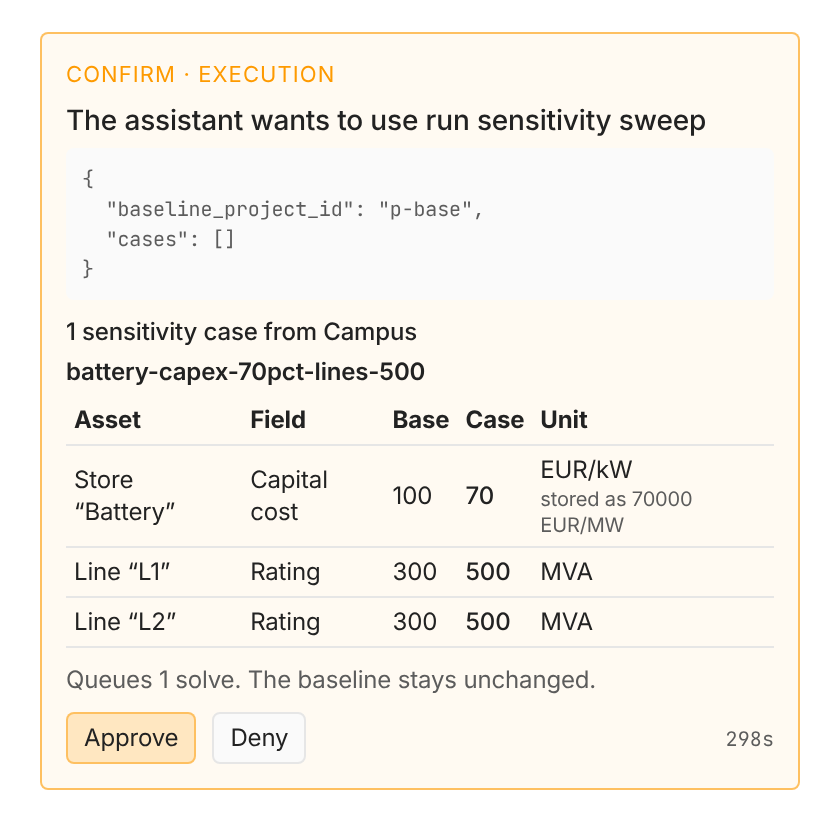 CONFIRM · EXECUTION
The assistant wants to use run sensitivity sweep
{
  "baseline_project_id": "p-base",
  "cases": []
}
1 sensitivity case from Campus
battery-capex-70pct-lines-500
Asset Field Base Case Unit
Store “Battery” Capital cost 100 70 EUR/kW
stored as 70000 EUR/MW
Line “L1” Rating 300 500 MVA
Line “L2” Rating 300 500 MVA
Queues 1 solve. The baseline stays unchanged.
Approve Deny 298s